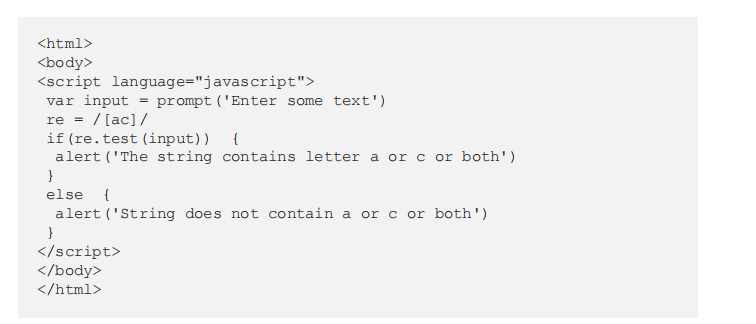 <html>
<body>
<script language="javascript">
var input = prompt('Enter some text')
re = /[ac]/
if(re.test(input))  {
alert('The string contains letter a or c or both')
}
else  {
alert('String does not contain a or c or both')
}
</script>
</body>
</html>